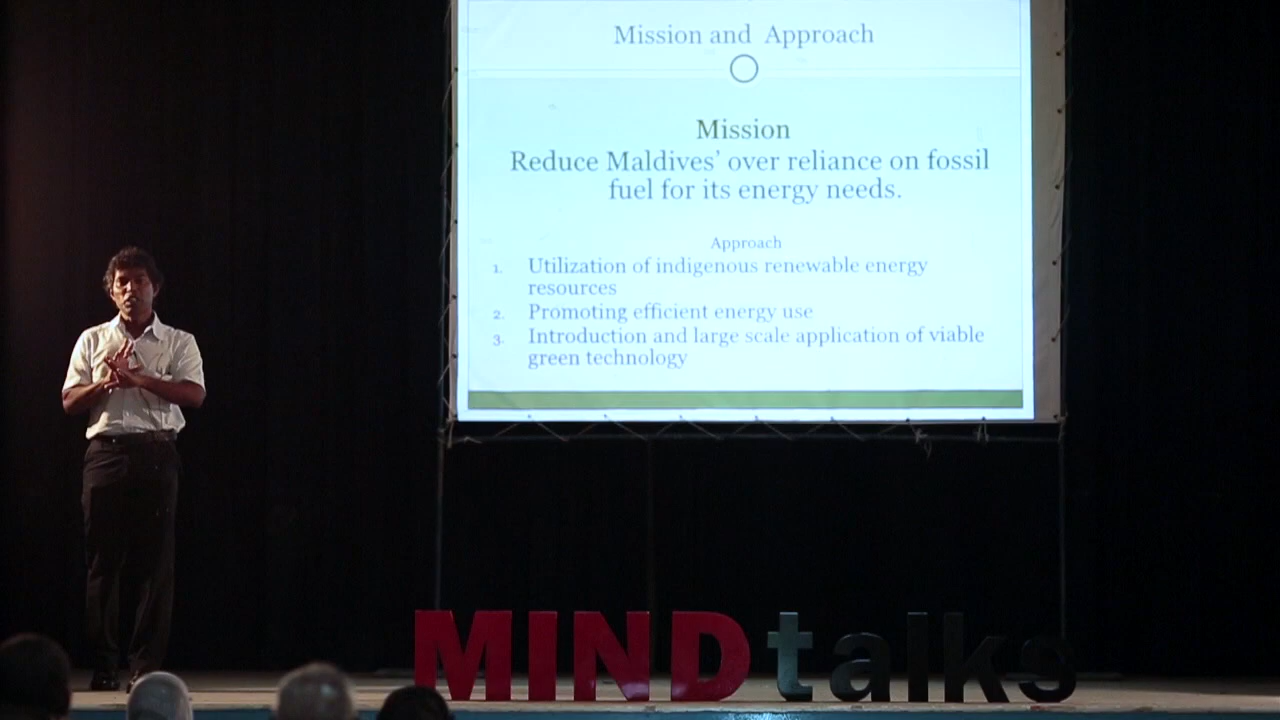 Mission and Approach
Mission
Reduce Maldives’ over reliance on fossil
fuel for its energy needs.
Approach
1. Utilization of indigenous renewable energy
resources
2. Promoting efficient energy use
3. Introduction and large scale application of viable
green technology
MIND talks